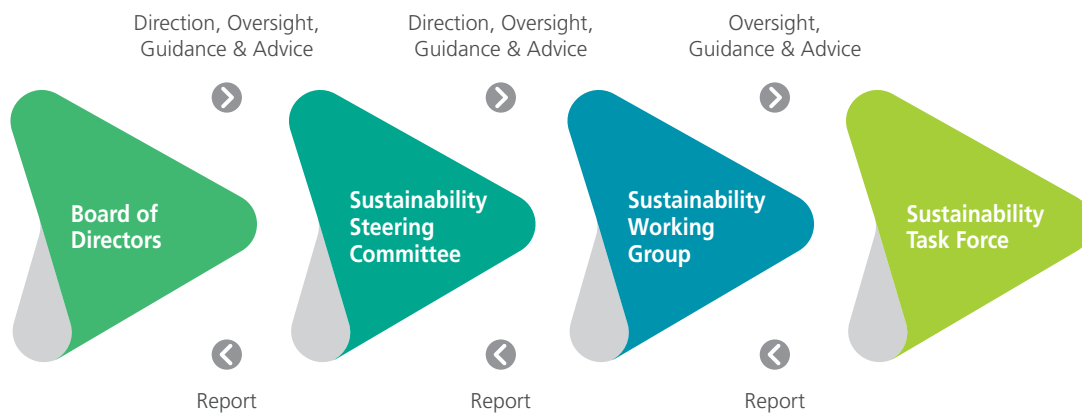 Direction, Oversight,
Guidance & Advice
Direction, Oversight,
Guidance & Advice
Oversight,
Guidance & Advice
Board of
Directors
Sustainability
Steering
Committee
Sustainability
Working
Group
Sustainability
Task Force
Report
Report
Report